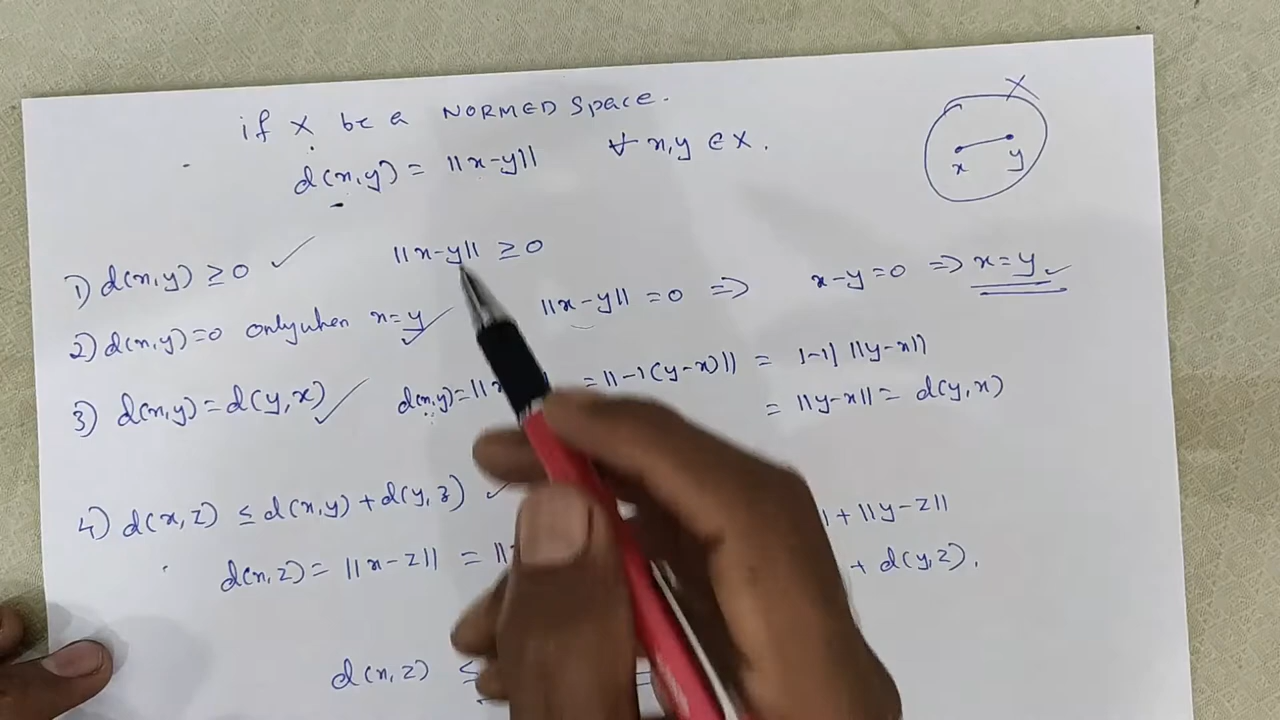 if X be a NORMED Space.
d(x,y) = ||x-y|| ∀ x,y ∈ X.
X
x y
1) d(x,y) ≥ 0 ✓ ||x-y|| ≥ 0
2) d(x,y)=0 only when x=y ✓ ||x-y|| = 0 => x-y=0 => x=y ✓
3) d(x,y) = d(y,x) ✓ d(x,y)=|| = ||-1(y-x)|| = |-1| ||y-x||
= ||y-x|| = d(y,x)
4) d(x,z) ≤ d(x,y) + d(y,z) ✓ + ||y-z||
d(x,z) = ||x-z|| = || + d(y,z).
d(x,z) ≤ =